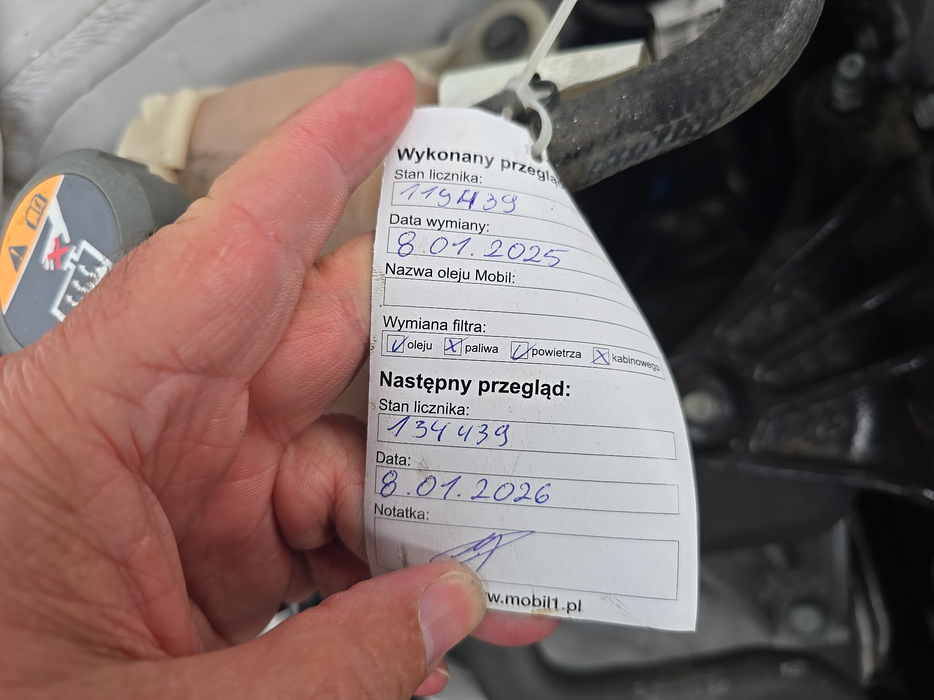 Wykonany przegląd
Stan licznika:
119439
Data wymiany:
8.01.2025
Nazwa oleju Mobil:
Wymiana filtra:
oleju paliwa powietrza kabinowego
Następny przegląd:
Stan licznika:
134439
Data:
8.01.2026
Notatka:
w.mobil1.pl